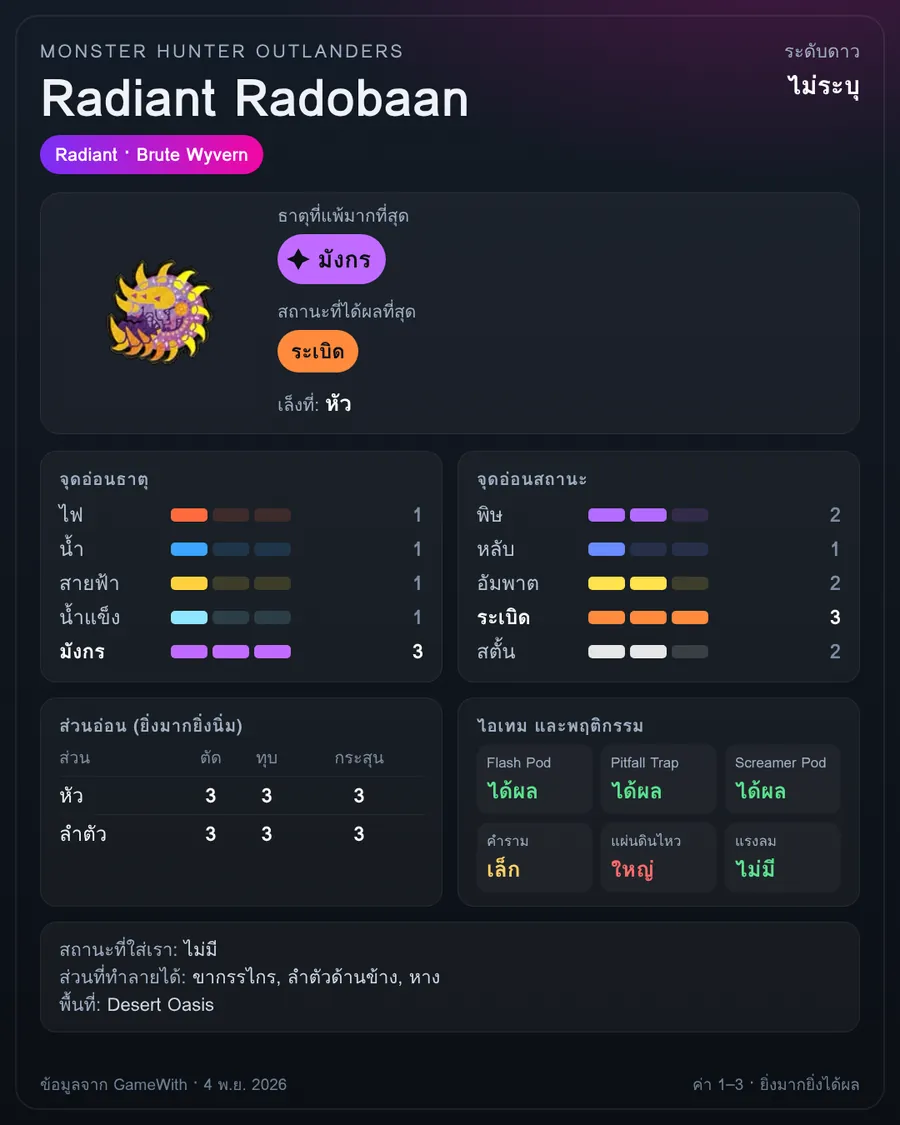 MONSTER HUNTER OUTLANDERS
ระดับดาว
Radiant Radobaan
ไม่ระบุ
Radiant · Brute Wyvern
ธาตุที่แพ้มากที่สุด
มังกร
สถานะที่ได้ผลที่สุด
ระเบิด
เล็งที่: หัว
จุดอ่อนธาตุ
ไฟ 1
น้ำ 1
สายฟ้า 1
น้ำแข็ง 1
มังกร 3
จุดอ่อนสถานะ
พิษ 2
หลับ 1
อัมพาต 2
ระเบิด 3
สตั้น 2
ส่วนอ่อน (ยิ่งมากยิ่งนิ่ม)
ส่วน ตัด ทุบ กระสุน
หัว 3 3 3
ลำตัว 3 3 3
ไอเทม และพฤติกรรม
Flash Pod Pitfall Trap Screamer Pod
ได้ผล ได้ผล ได้ผล
คำราม แผ่นดินไหว แรงลม
เล็ก ใหญ่ ไม่มี
สถานะที่ใส่เรา: ไม่มี
ส่วนที่ทำลายได้: ขากรรไกร, ลำตัวด้านข้าง, หาง
พื้นที่: Desert Oasis
ข้อมูลจาก GameWith · 4 พ.ย. 2026
ค่า 1–3 · ยิ่งมากยิ่งได้ผล